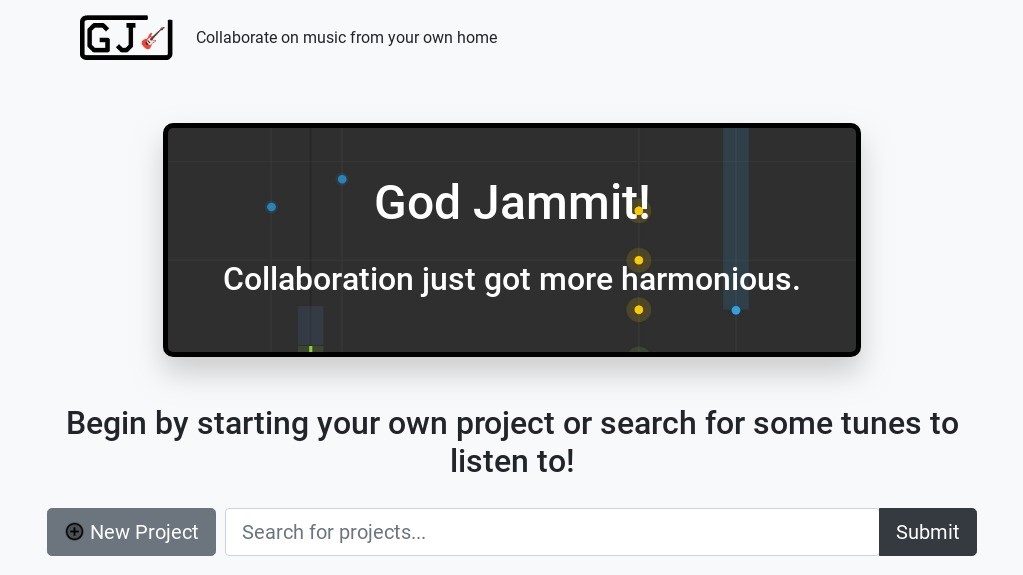 GJ
Collaborate on music from your own home
God Jammit!
Collaboration just got more harmonious.
Begin by starting your own project or search for some tunes to
listen to!
New Project
Search for projects...
Submit